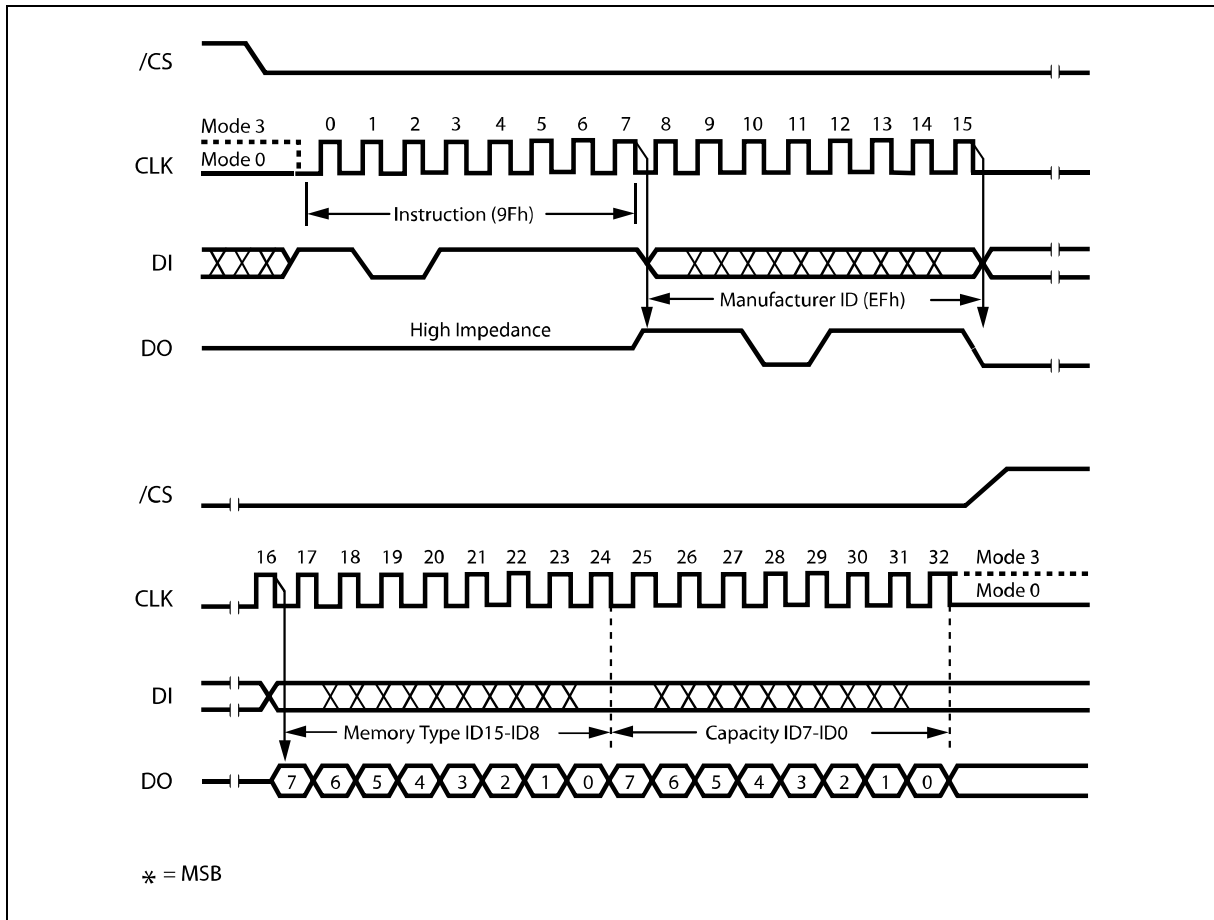 /CS
Mode 3
0 1 2 3 4 5 6 7 8 9 10 11 12 13 14 15
CLK
Mode 0
Instruction (9Fh)
DI
Manufacturer ID (EFh)
High Impedance
DO
/CS
16 17 18 19 20 21 22 23 24 25 26 27 28 29 30 31 32
Mode 3
CLK
Mode 0
DI
Memory Type ID15-ID8
Capacity ID7-ID0
DO
7 6 5 4 3 2 1 0 7 6 5 4 3 2 1 0
* = MSB